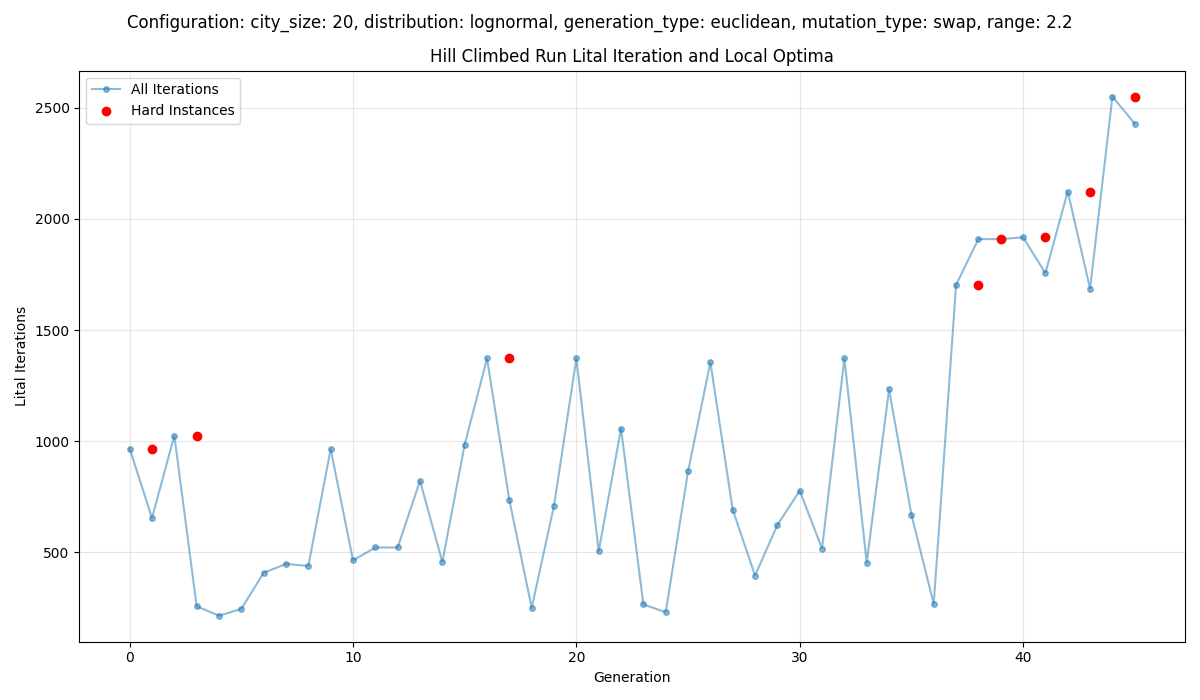 Configuration: city_size: 20, distribution: lognormal, generation_type: euclidean, mutation_type: swap, range: 2.2
Hill Climbed Run Lital Iteration and Local Optima
All Iterations
Hard Instances
2500
2000
1500
1000
500
Lital Iterations
0
10
20
30
40
Generation